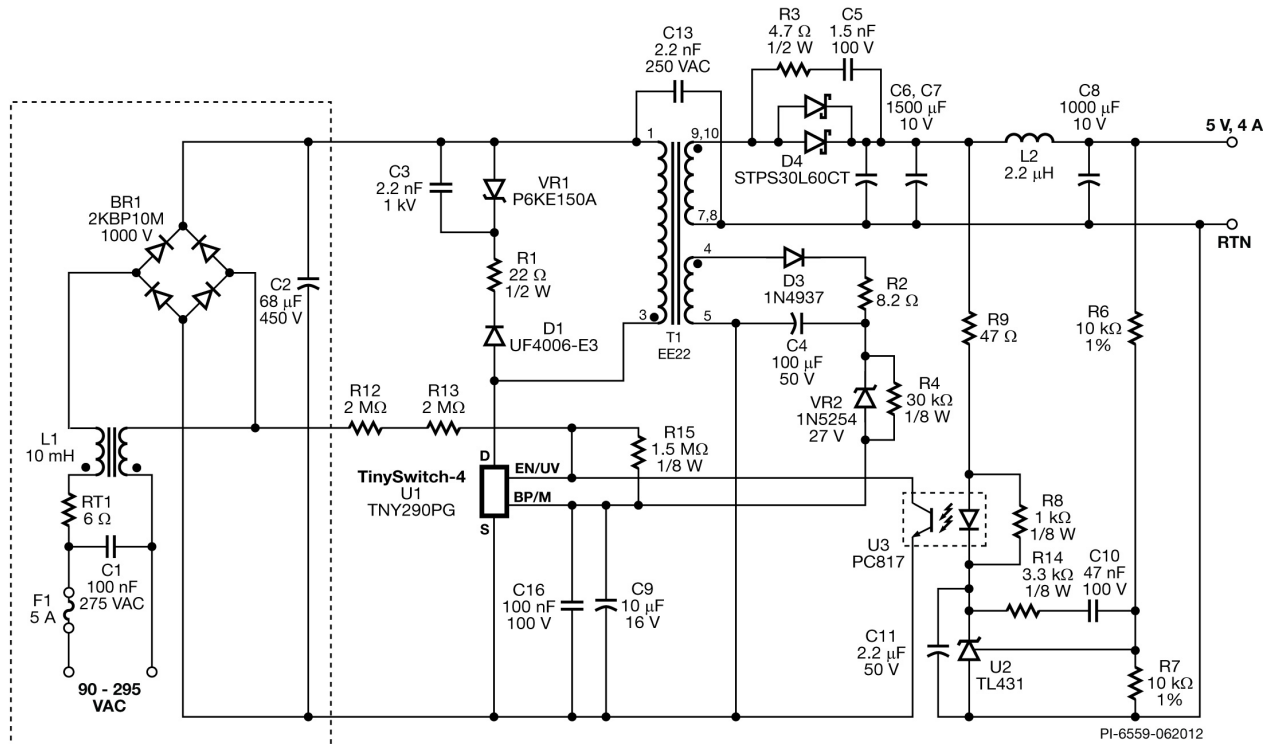 C13
2.2 nF
250 VAC
R3
4.7 Ω
1/2 W
C5
1.5 nF
100 V
C6, C7
1500 µF
10 V
C8
1000 µF
10 V
5 V, 4 A
L2
2.2 µH
D4
STPS30L60CT
1
9,10
7,8
RTN
C3
2.2 nF
1 kV
VR1
P6KE150A
BR1
2KBP10M
1000 V
C2
68 µF
450 V
R1
22 Ω
1/2 W
D1
UF4006-E3
3
4
5
T1
EE22
D3
1N4937
R2
8.2 Ω
C4
100 µF
50 V
R9
47 Ω
R6
10 kΩ
1%
VR2
1N5254
27 V
R4
30 kΩ
1/8 W
R12
2 MΩ
R13
2 MΩ
R15
1.5 MΩ
1/8 W
L1
10 mH
TinySwitch-4
U1
TNY290PG
D
S
EN/UV
BP/M
RT1
6 Ω
C1
100 nF
275 VAC
F1
5 A
90 - 295
VAC
C16
100 nF
100 V
C9
10 µF
16 V
U3
PC817
R8
1 kΩ
1/8 W
R14
3.3 kΩ
1/8 W
C10
47 nF
100 V
C11
2.2 µF
50 V
U2
TL431
R7
10 kΩ
1%
PI-6559-062012